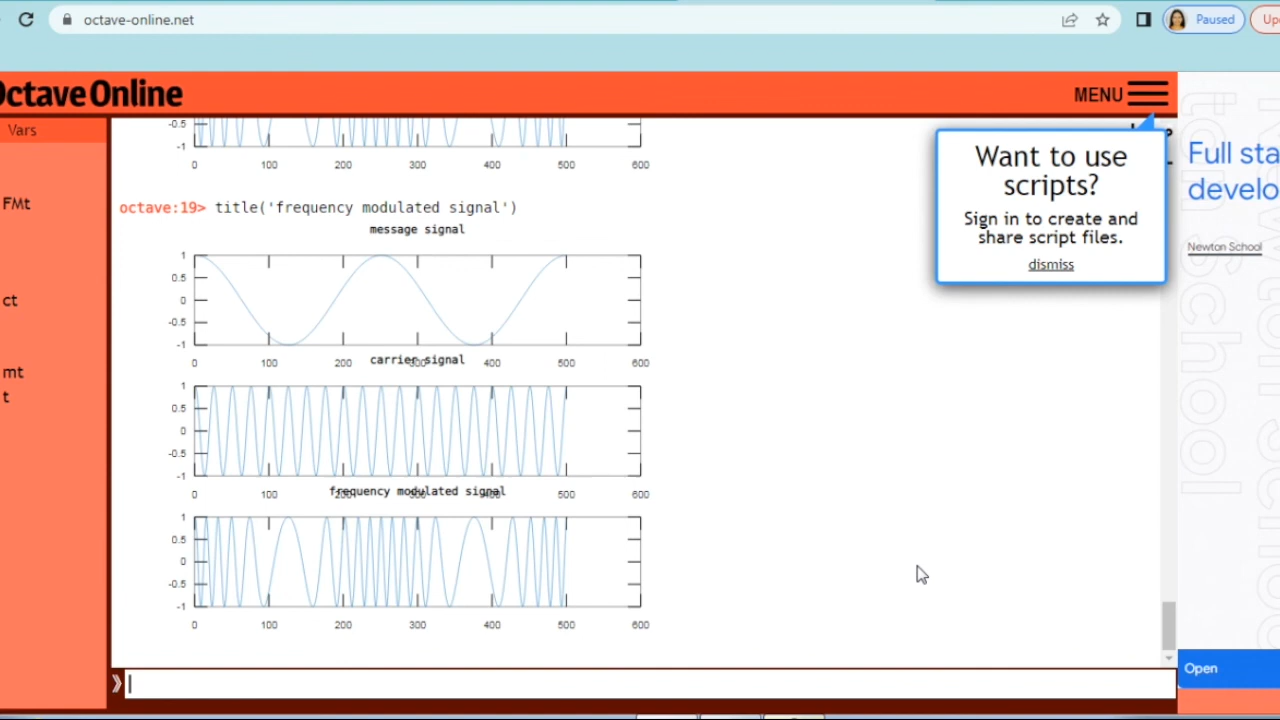 octave-online.net
Paused
Octave Online
MENU
Vars
FMt
ct
mt
t
-0.5
-1
0 100 200 300 400 500 600
octave:19> title('frequency modulated signal')
message signal
1
0.5
0
-0.5
-1
0 100 200 300 400 500 600
carrier signal
1
0.5
0
-0.5
-1
0 100 200 300 400 500 600
frequency modulated signal
1
0.5
0
-0.5
-1
0 100 200 300 400 500 600
Want to use
scripts?
Sign in to create and
share script files.
dismiss
Full sta
develo
Newton School
Open